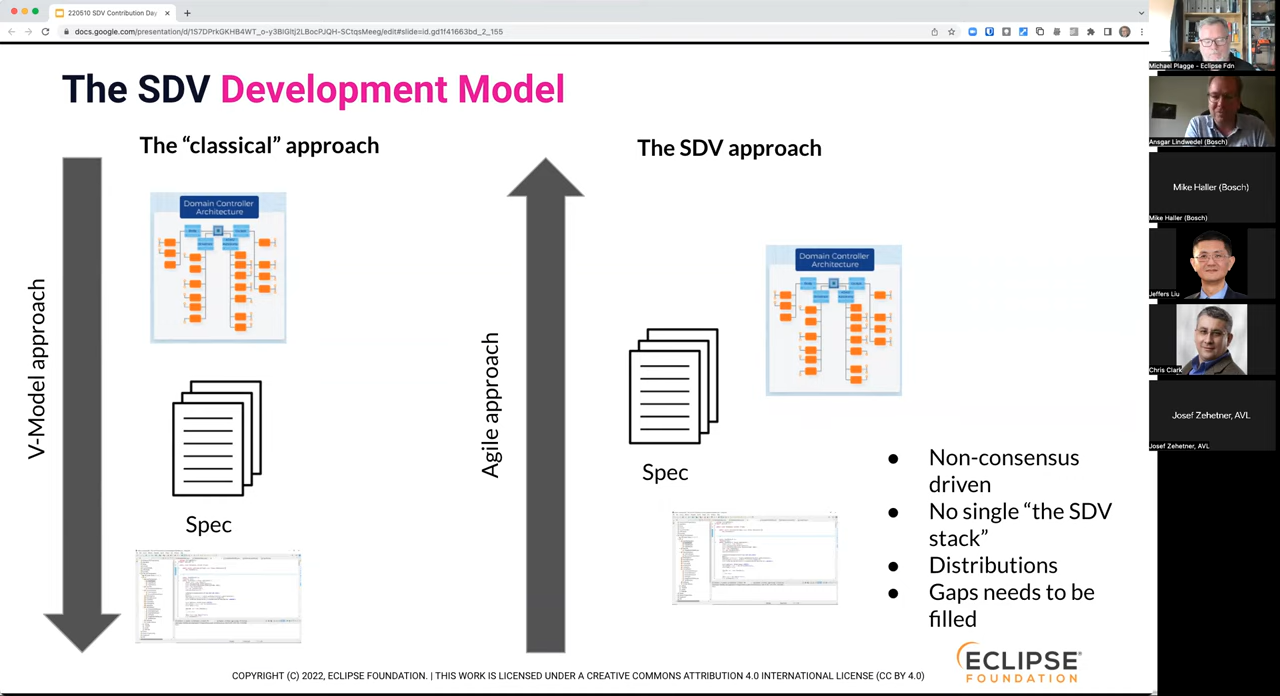 220510 SDV Contribution Day
docs.google.com/presentation/d/1S7DPrkGKHB4WT_o-y3BlGltj2LBocPJQH-SCtqsMeeg/edit#slide=id.gd1f41663bd_2_155
The SDV Development Model
The “classical” approach
V-Model approach
Domain Controller
Architecture
Spec
The SDV approach
Agile approach
Domain Controller
Architecture
Spec
Non-consensus
driven
No single “the SDV
stack”
Distributions
Gaps needs to be
filled
ECLIPSE®
FOUNDATION
COPYRIGHT (C) 2022, ECLIPSE FOUNDATION. | THIS WORK IS LICENSED UNDER A CREATIVE COMMONS ATTRIBUTION 4.0 INTERNATIONAL LICENSE (CC BY 4.0)
Michael Plagge - Eclipse Fdn
Ansgar Lindwedel (Bosch)
Mike Haller (Bosch)
Mike Haller (Bosch)
Jeffers Liu
Chris Clark
Josef Zehetner, AVL
Josef Zehetner, AVL